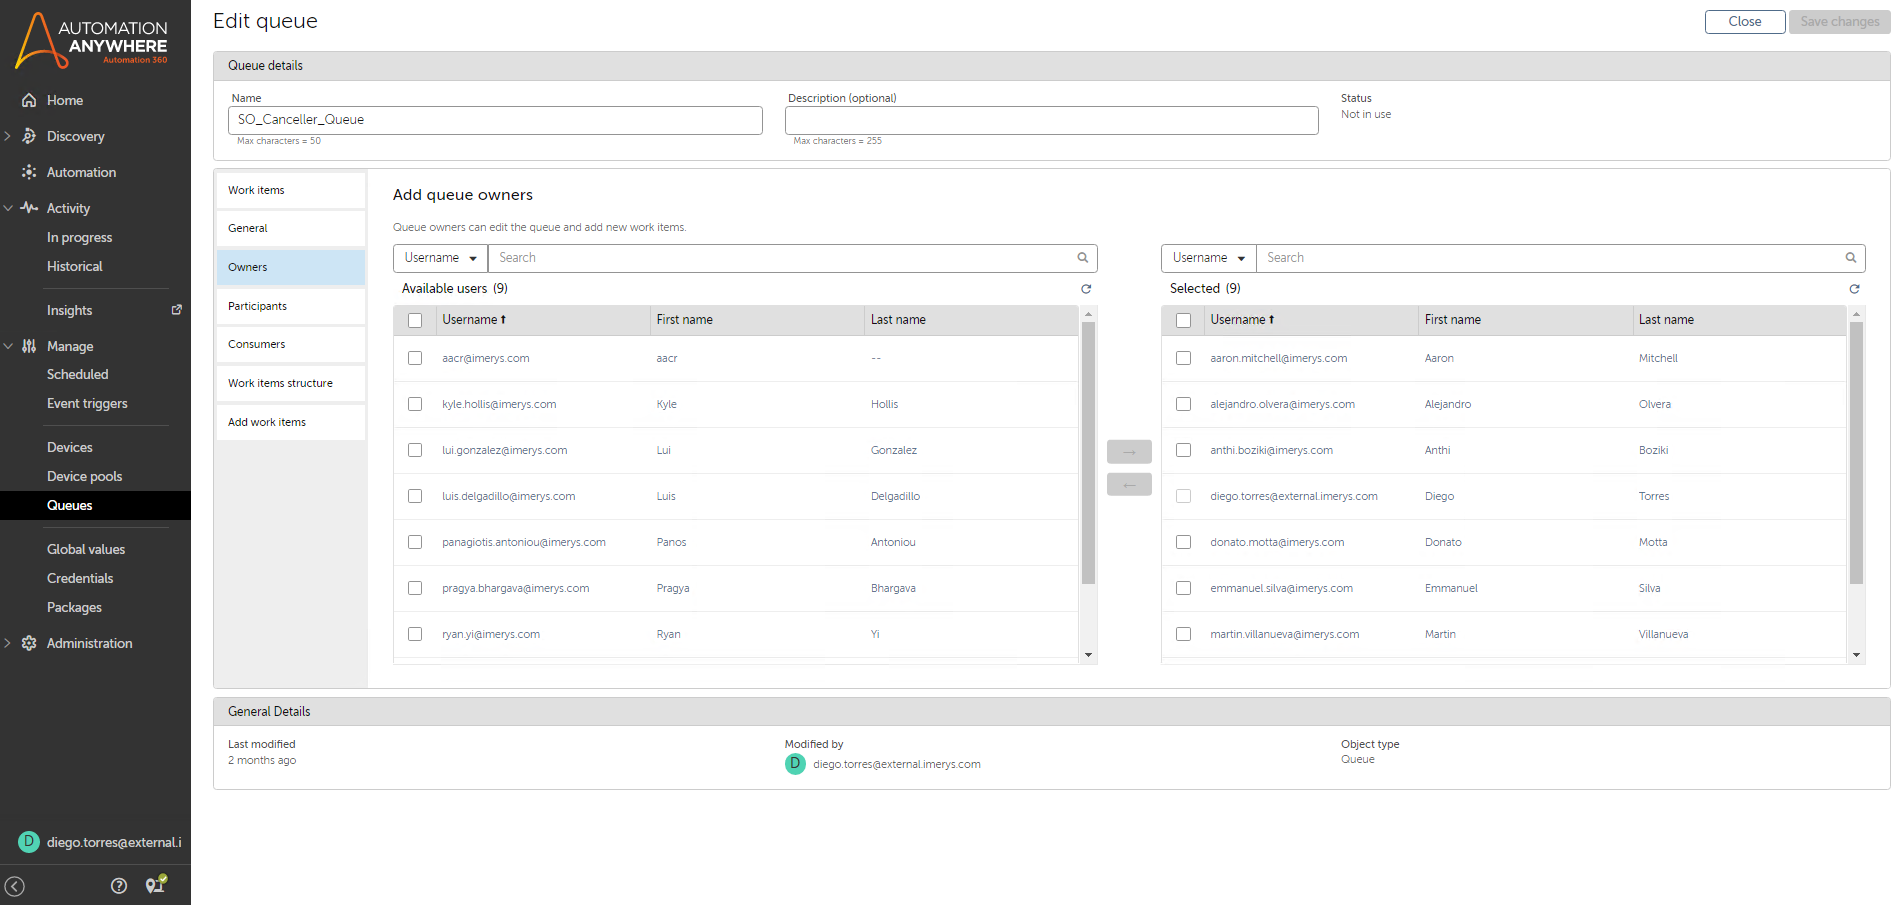 AUTOMATION
ANYWHERE
Automation 360
Home
Discovery
Automation
Activity
In progress
Historical
Insights
Manage
Scheduled
Event triggers
Devices
Device pools
Queues
Global values
Credentials
Packages
Administration
D diego.torres@external.i
Edit queue
Close Save changes
Queue details
Name Description (optional) Status
SO_Canceller_Queue Not in use
Max characters = 50 Max characters = 255
Work items
General
Owners
Participants
Consumers
Work items structure
Add work items
Add queue owners
Queue owners can edit the queue and add new work items.
Username Search
Available users (9)
Username First name Last name
aacr@imerys.com aacr --
kyle.hollis@imerys.com Kyle Hollis
lui.gonzalez@imerys.com Lui Gonzalez
luis.delgadillo@imerys.com Luis Delgadillo
panagiotis.antoniou@imerys.com Panos Antoniou
pragya.bhargava@imerys.com Pragya Bhargava
ryan.yi@imerys.com Ryan Yi
Username Search
Selected (9)
Username First name Last name
aaron.mitchell@imerys.com Aaron Mitchell
alejandro.olvera@imerys.com Alejandro Olvera
anthi.boziki@imerys.com Anthi Boziki
diego.torres@external.imerys.com Diego Torres
donato.motta@imerys.com Donato Motta
emmanuel.silva@imerys.com Emmanuel Silva
martin.villanueva@imerys.com Martin Villanueva
General Details
Last modified Modified by Object type
2 months ago D diego.torres@external.imerys.com Queue